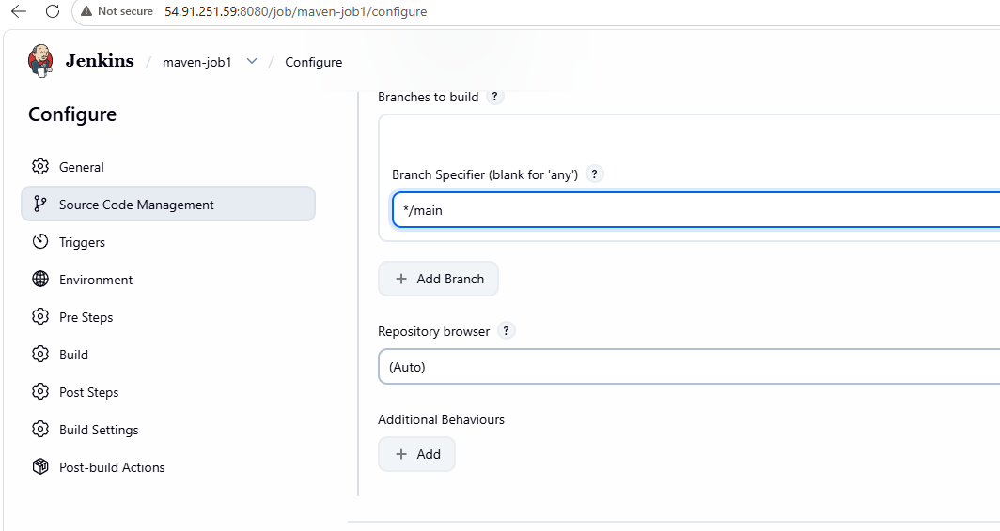 Not secure 54.91.251.59:8080/job/maven-job1/configure
Jenkins / maven-job1 / Configure
Configure
General
Source Code Management
Triggers
Environment
Pre Steps
Build
Post Steps
Build Settings
Post-build Actions
Branches to build ?
Branch Specifier (blank for 'any') ?
*/main
+ Add Branch
Repository browser ?
(Auto)
Additional Behaviours
+ Add